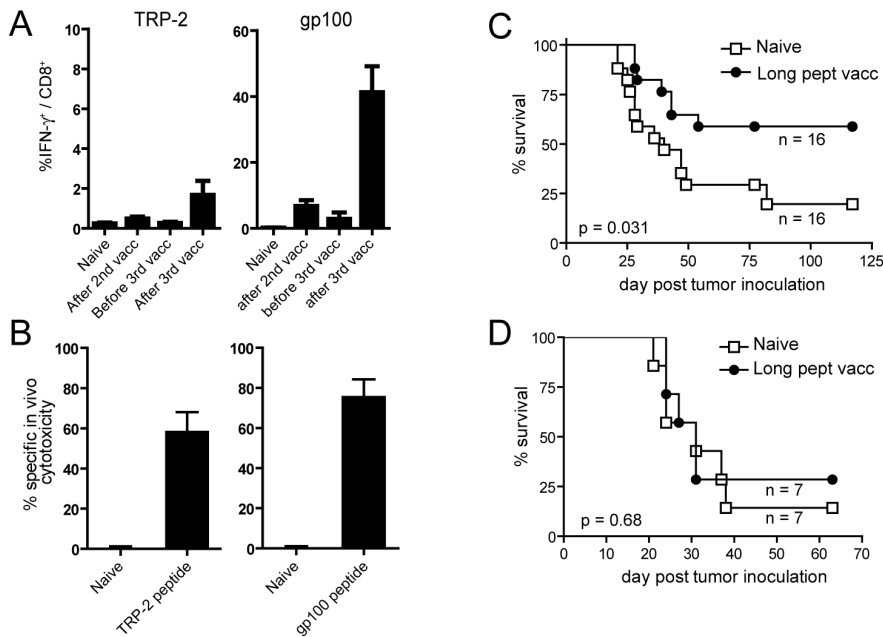 A
TRP-2
gp100
%IFN-γ⁺ / CD8⁺
10
8
6
4
2
0
60
40
20
0
Naive
After 2nd vacc
Before 3rd vacc
After 3rd vacc
Naive
after 2nd vacc
before 3rd vacc
after 3rd vacc
B
% specific in vivo
cytotoxicity
100
80
60
40
20
0
100
80
60
40
20
0
Naive
TRP-2 peptide
Naive
gp100 peptide
C
% survival
100
75
50
25
0
Naive
Long pept vacc
n = 16
n = 16
p = 0.031
0
25
50
75
100
125
day post tumor inoculation
D
% survival
100
75
50
25
0
Naive
Long pept vacc
n = 7
n = 7
p = 0.68
0
10
20
30
40
50
60
70
day post tumor inoculation